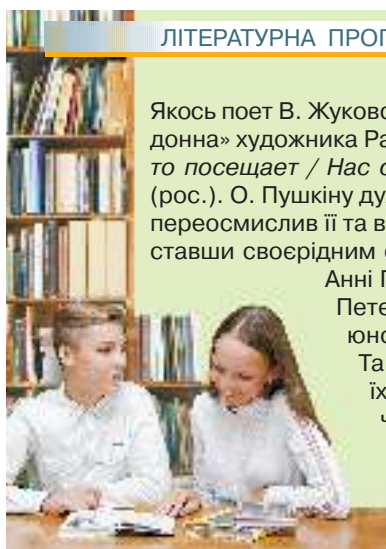 ЛІТЕРАТУРНА ПРОГ
Якось поет В. Жуковс
донна» художника Ра
то посещает / Нас с
(рос.). О. Пушкіну ду
переосмислив її та в
ставши своєрідним
Анні П
Пете
юно
Та
їх